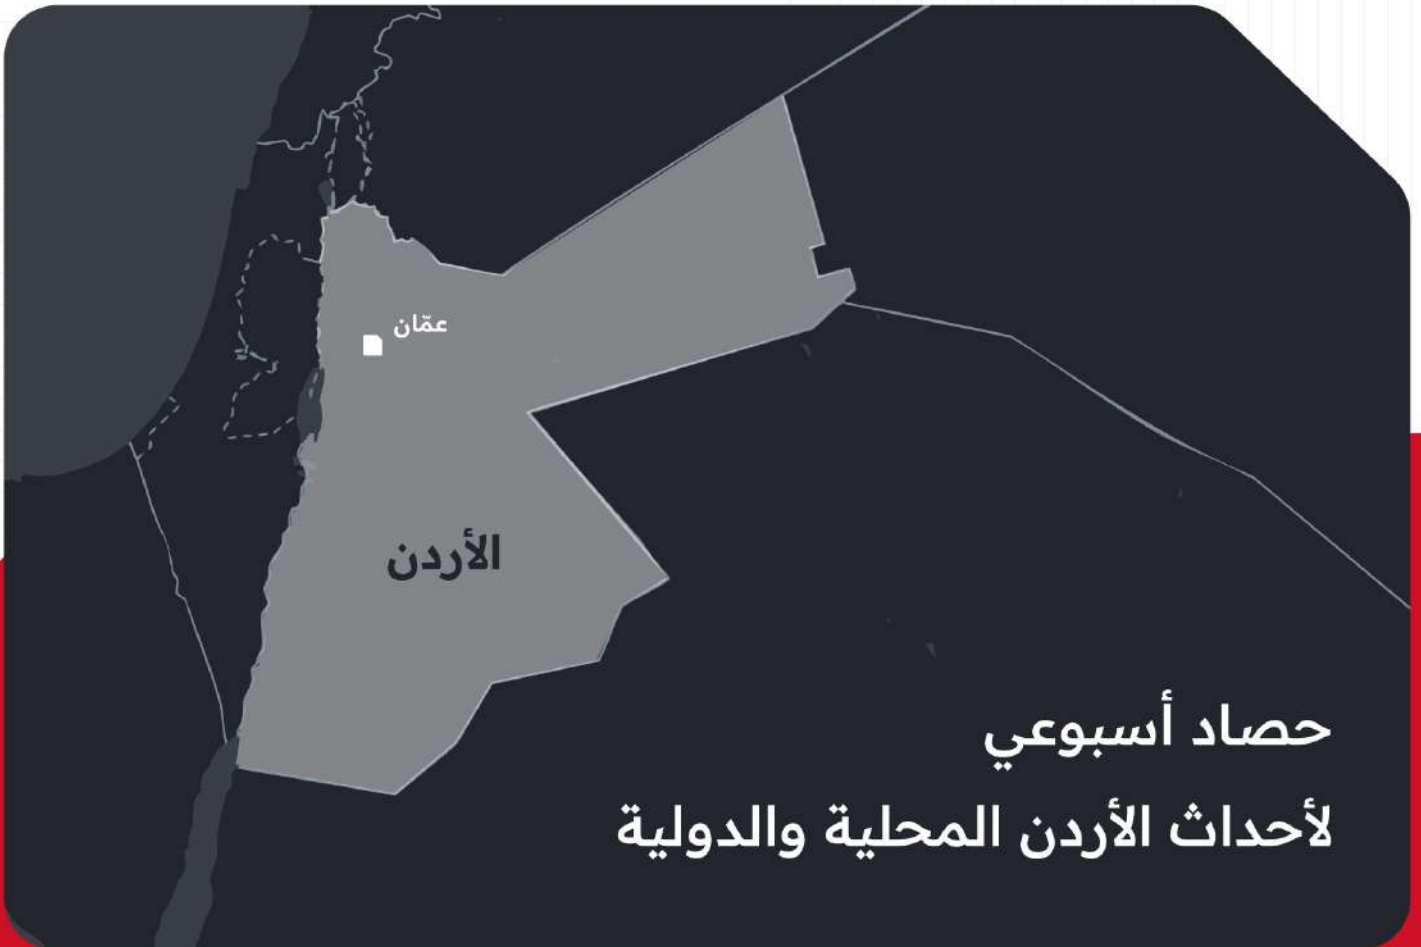 عمّان
الأردن
حصاد أسبوعي
لأحداث الأردن المحلية والدولية